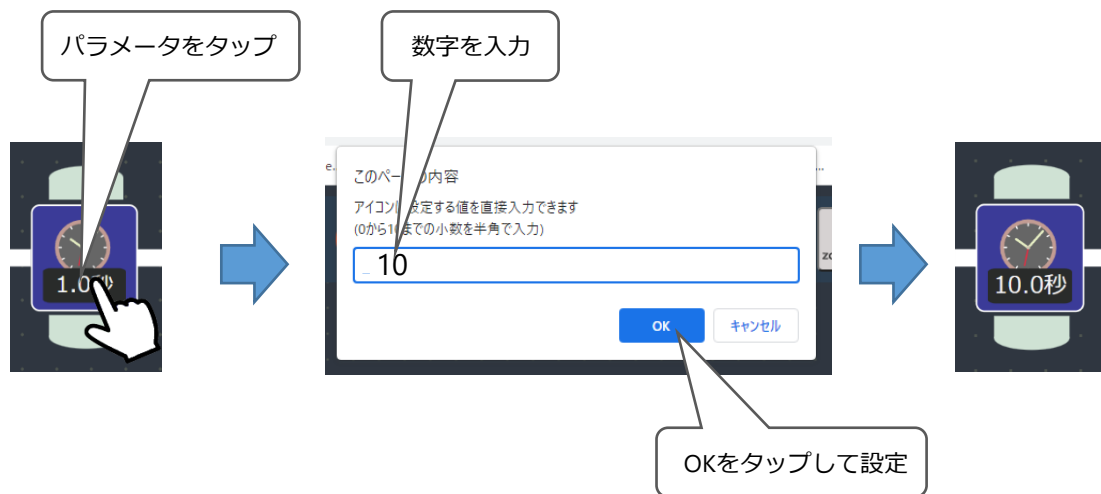 パラメータをタップ
数字を入力
1.0秒
このページの内容
アイコンに設定する値を直接入力できます
(0から10までの小数を半角で入力)
10
OK
キャンセル
10.0秒
OKをタップして設定